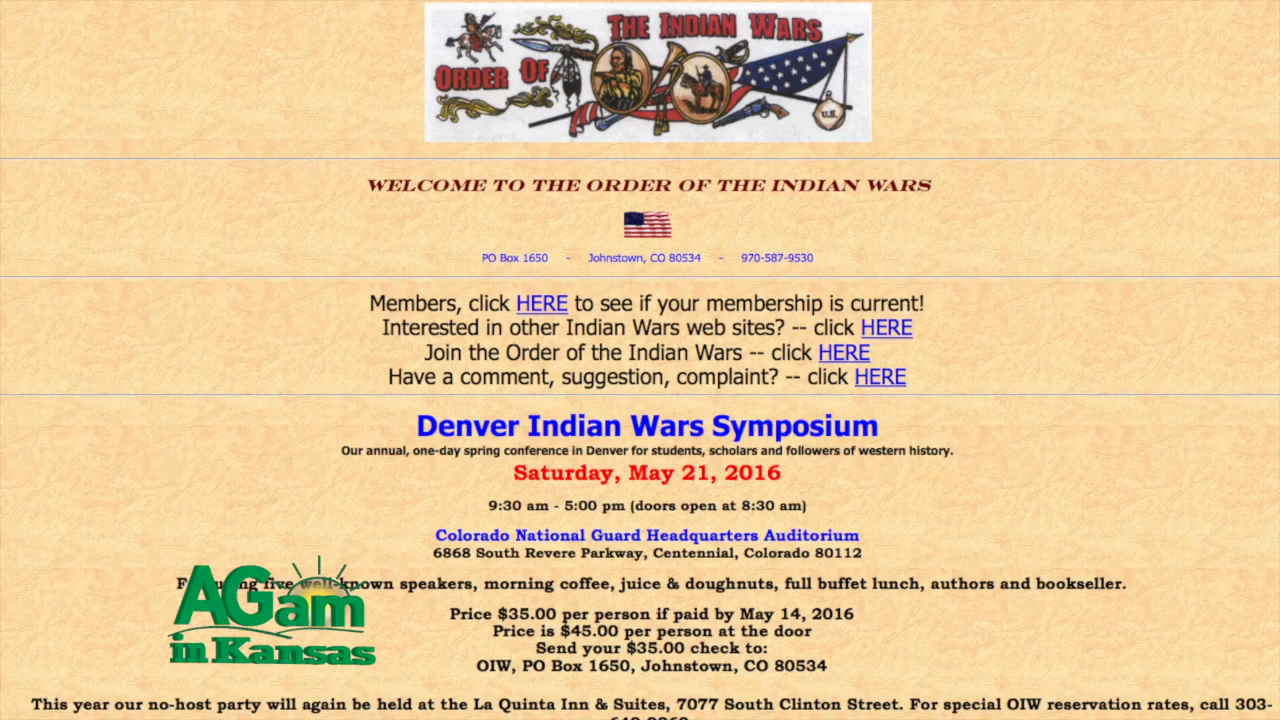 THE INDIAN WARS
ORDER OF
U.S.
WELCOME TO THE ORDER OF THE INDIAN WARS
PO Box 1650 - Johnstown, CO 80534 - 970-587-9530
Members, click HERE to see if your membership is current!
Interested in other Indian Wars web sites? -- click HERE
Join the Order of the Indian Wars -- click HERE
Have a comment, suggestion, complaint? -- click HERE
Denver Indian Wars Symposium
Our annual, one-day spring conference in Denver for students, scholars and followers of western history.
Saturday, May 21, 2016
9:30 am - 5:00 pm (doors open at 8:30 am)
Colorado National Guard Headquarters Auditorium
6868 South Revere Parkway, Centennial, Colorado 80112
Featuring five well-known speakers, morning coffee, juice & doughnuts, full buffet lunch, authors and bookseller.
AGam
in Kansas
Price $35.00 per person if paid by May 14, 2016
Price is $45.00 per person at the door
Send your $35.00 check to:
OIW, PO Box 1650, Johnstown, CO 80534
This year our no-host party will again be held at the La Quinta Inn & Suites, 7077 South Clinton Street. For special OIW reservation rates, call 303-